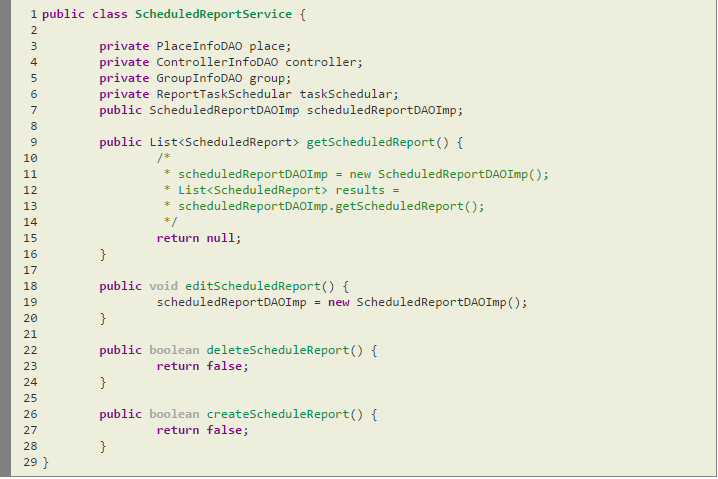 1 public class ScheduledReportService {
2
3 private PlaceInfoDAO place;
4 private ControllerInfoDAO controller;
5 private GroupInfoDAO group;
6 private ReportTaskSchedular taskSchedular;
7 public ScheduledReportDAOImp scheduledReportDAOImp;
8
9 public List<ScheduledReport> getScheduledReport() {
10 /*
11 * scheduledReportDAOImp = new ScheduledReportDAOImp();
12 * List<ScheduledReport> results =
13 * scheduledReportDAOImp.getScheduledReport();
14 */
15 return null;
16 }
17
18 public void editScheduledReport() {
19 scheduledReportDAOImp = new ScheduledReportDAOImp();
20 }
21
22 public boolean deleteScheduleReport() {
23 return false;
24 }
25
26 public boolean createScheduleReport() {
27 return false;
28 }
29 }